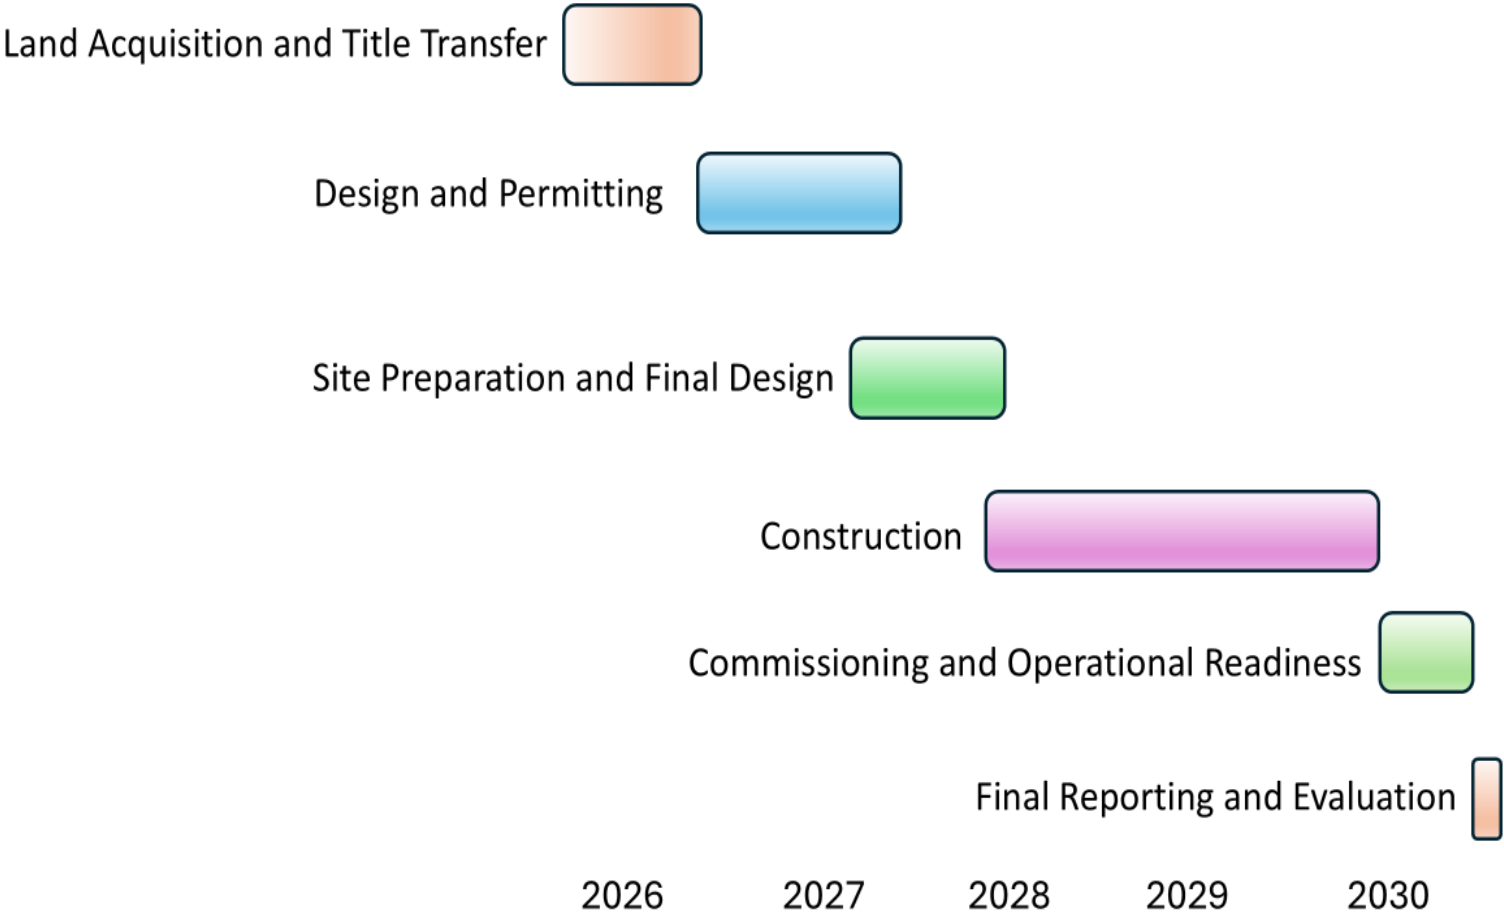 Land Acquisition and Title Transfer
Design and Permitting
Site Preparation and Final Design
Construction
Commissioning and Operational Readiness
Final Reporting and Evaluation
2026 2027 2028 2029 2030